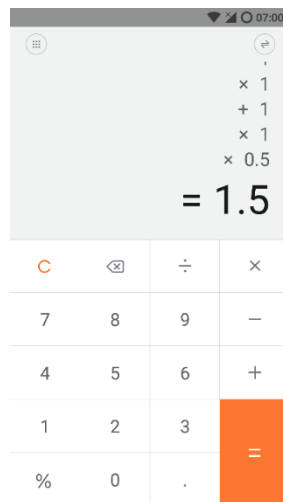 07:00
× 1
+ 1
× 1
× 0.5
= 1.5
C ÷ ×
7 8 9 −
4 5 6 +
1 2 3
% 0 . =